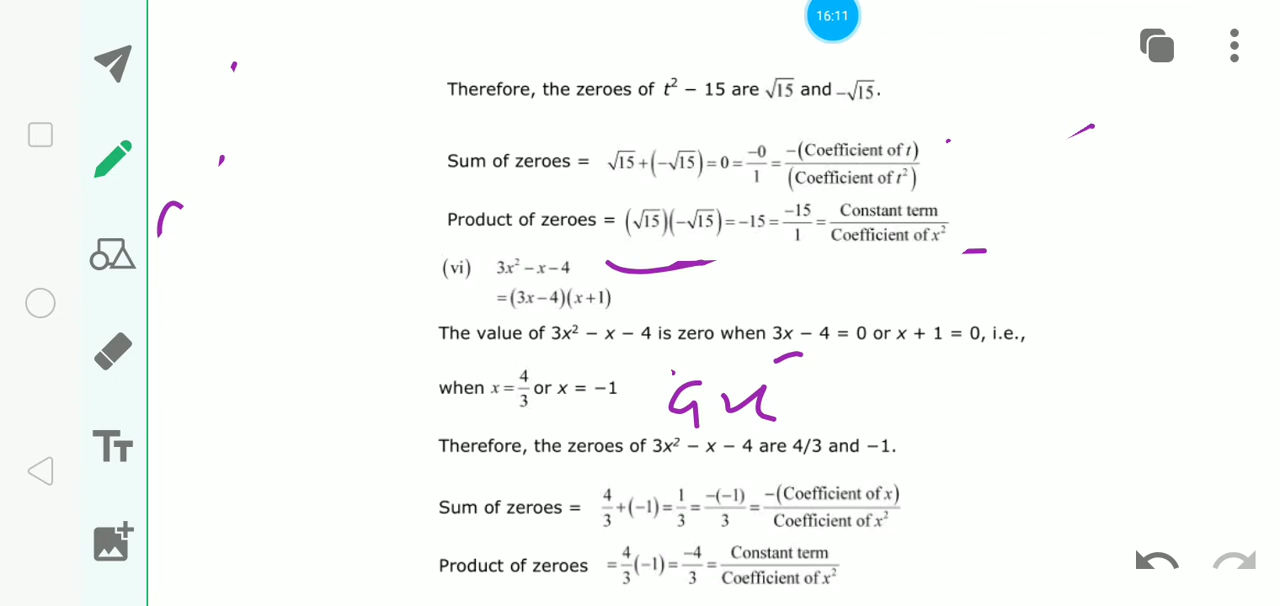 16:11
Therefore, the zeroes of t² − 15 are √15 and −√15.
Sum of zeroes = √15+(−√15)=0=−0/1=−(Coefficient of t)/(Coefficient of t²)
Product of zeroes = (√15)(−√15)=−15=−15/1=Constant term/Coefficient of x²
(vi) 3x² − x − 4
=(3x−4)(x+1)
The value of 3x² − x − 4 is zero when 3x − 4 = 0 or x + 1 = 0, i.e.,
when x=4/3 or x = −1
Therefore, the zeroes of 3x² − x − 4 are 4/3 and −1.
Sum of zeroes = 4/3+(−1)=1/3=−(−1)/3=−(Coefficient of x)/Coefficient of x²
Product of zeroes =4/3(−1)=−4/3=Constant term/Coefficient of x²
TT